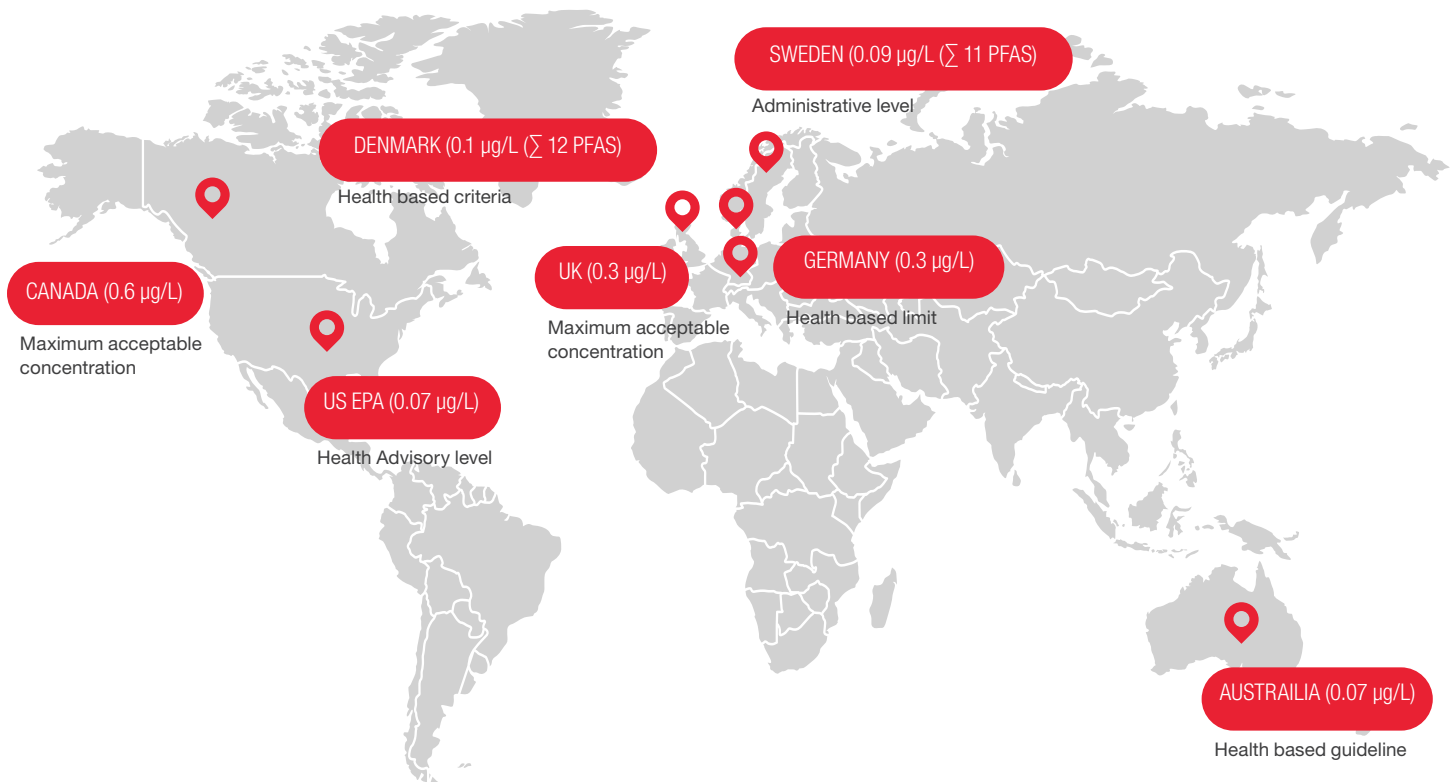 SWEDEN (0.09 µg/L (∑ 11 PFAS)
Administrative level
DENMARK (0.1 µg/L (∑ 12 PFAS)
Health based criteria
CANADA (0.6 µg/L)
Maximum acceptable
concentration
UK (0.3 µg/L)
Maximum acceptable
concentration
GERMANY (0.3 µg/L)
Health based limit
US EPA (0.07 µg/L)
Health Advisory level
AUSTRAILIA (0.07 µg/L)
Health based guideline